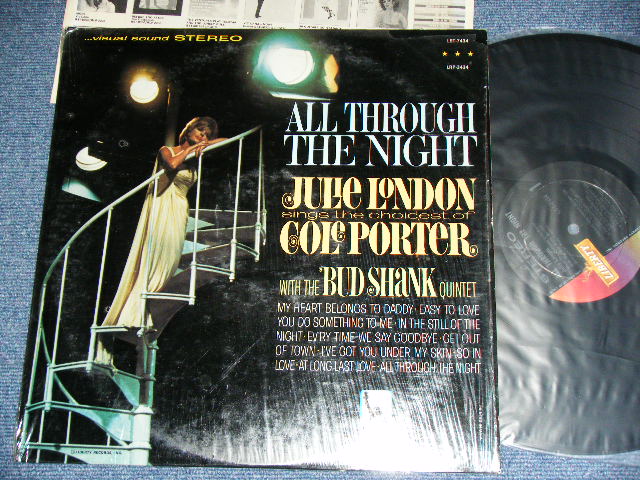 ...visual sound STEREO
LST-7434
★ ★ ★
LRP-3434
ALL THROUGH
THE NIGHT
JULIE LONDON
sings the choicest of
COLE PORTER
WITH THE BUD SHANK QUINTET
MY HEART BELONGS TO DADDY · EASY TO LOVE
YOU DO SOMETHING TO ME · IN THE STILL OF THE
NIGHT · EV'RY TIME WE SAY GOODBYE · GET OUT
OF TOWN · I'VE GOT YOU UNDER MY SKIN · SO IN
LOVE · AT LONG LAST LOVE · ALL THROUGH THE NIGHT
LIBERTY